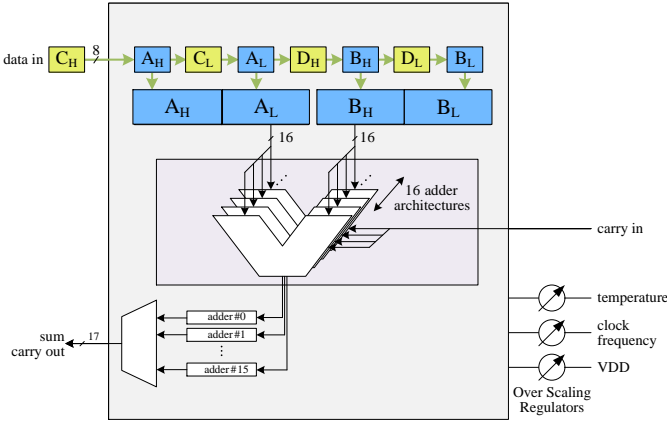 data in C_H 8 A_H C_L A_L D_H B_H D_L B_L
A_H A_L B_H B_L
16 16
16 adder
architectures
carry in
adder#0
adder#1
⋮
adder#15
sum
carry out
17
temperature
clock
frequency
VDD
Over Scaling
Regulators